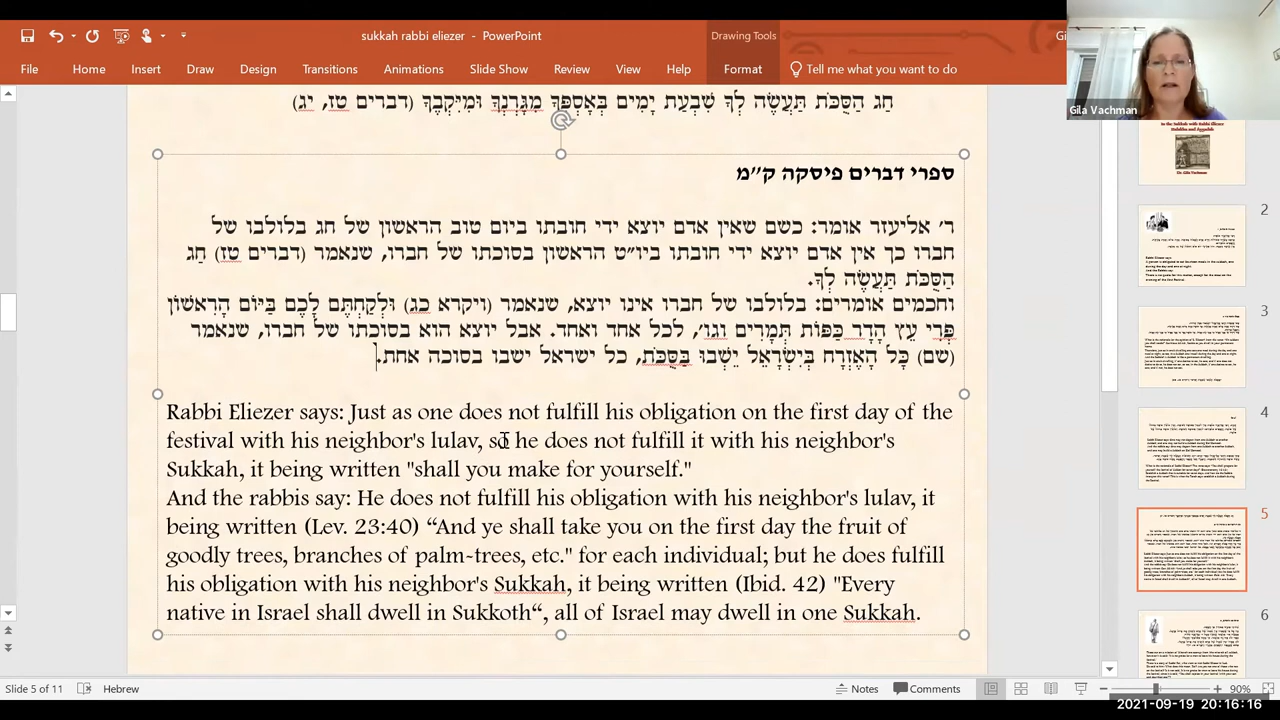 sukkah rabbi eliezer - PowerPoint
Drawing Tools
Gi
File Home Insert Draw Design Transitions Animations Slide Show Review View Help Format Tell me what you want to do
Gila Vachman
חַג הַסֻּכֹּת תַּעֲשֶׂה לְךָ שִׁבְעַת יָמִים בְּאָסְפְּךָ מִגָּרְנְךָ וּמִיִּקְבֶךָ (דברים טז, יג)
ספרי דברים פיסקה ק"מ
ר' אליעזר אומר: כשם שאין אדם יוצא ידי חובתו ביום טוב הראשון של חג בלולבו של
חברו כך אין אדם יוצא ידי חובתו ביו"ט הראשון בסוכתו של חברו, שנאמר (דברים טז) חַג
הַסֻּכֹּת תַּעֲשֶׂה לְךָ.
וחכמים אומרים: בלולבו של חברו אינו יוצא, שנאמר (ויקרא כג) וּלְקַחְתֶּם לָכֶם בַּיּוֹם הָרִאשׁוֹן
פְּרִי עֵץ הָדָר כַּפּוֹת תְּמָרִים וגו', לכל אחד ואחד. אבל יוצא הוא בסוכתו של חברו, שנאמר
(שם) כָּל הָאֶזְרָח בְּיִשְׂרָאֵל יֵשְׁבוּ בַּסֻּכֹּת, כל ישראל ישבו בסוכה אחת.
Rabbi Eliezer says: Just as one does not fulfill his obligation on the first day of the
festival with his neighbor's lulav, so he does not fulfill it with his neighbor's
Sukkah, it being written "shall you make for yourself."
And the rabbis say: He does not fulfill his obligation with his neighbor's lulav, it
being written (Lev. 23:40) “And ye shall take you on the first day the fruit of
goodly trees, branches of palm trees, etc." for each individual; but he does fulfill
his obligation with his neighbor's Sukkah, it being written (Ibid. 42) "Every
native in Israel shall dwell in Sukkoth“, all of Israel may dwell in one Sukkah.
2
3
4
5
6
Slide 5 of 11 Hebrew Notes Comments 90%
2021-09-19 20:16:16